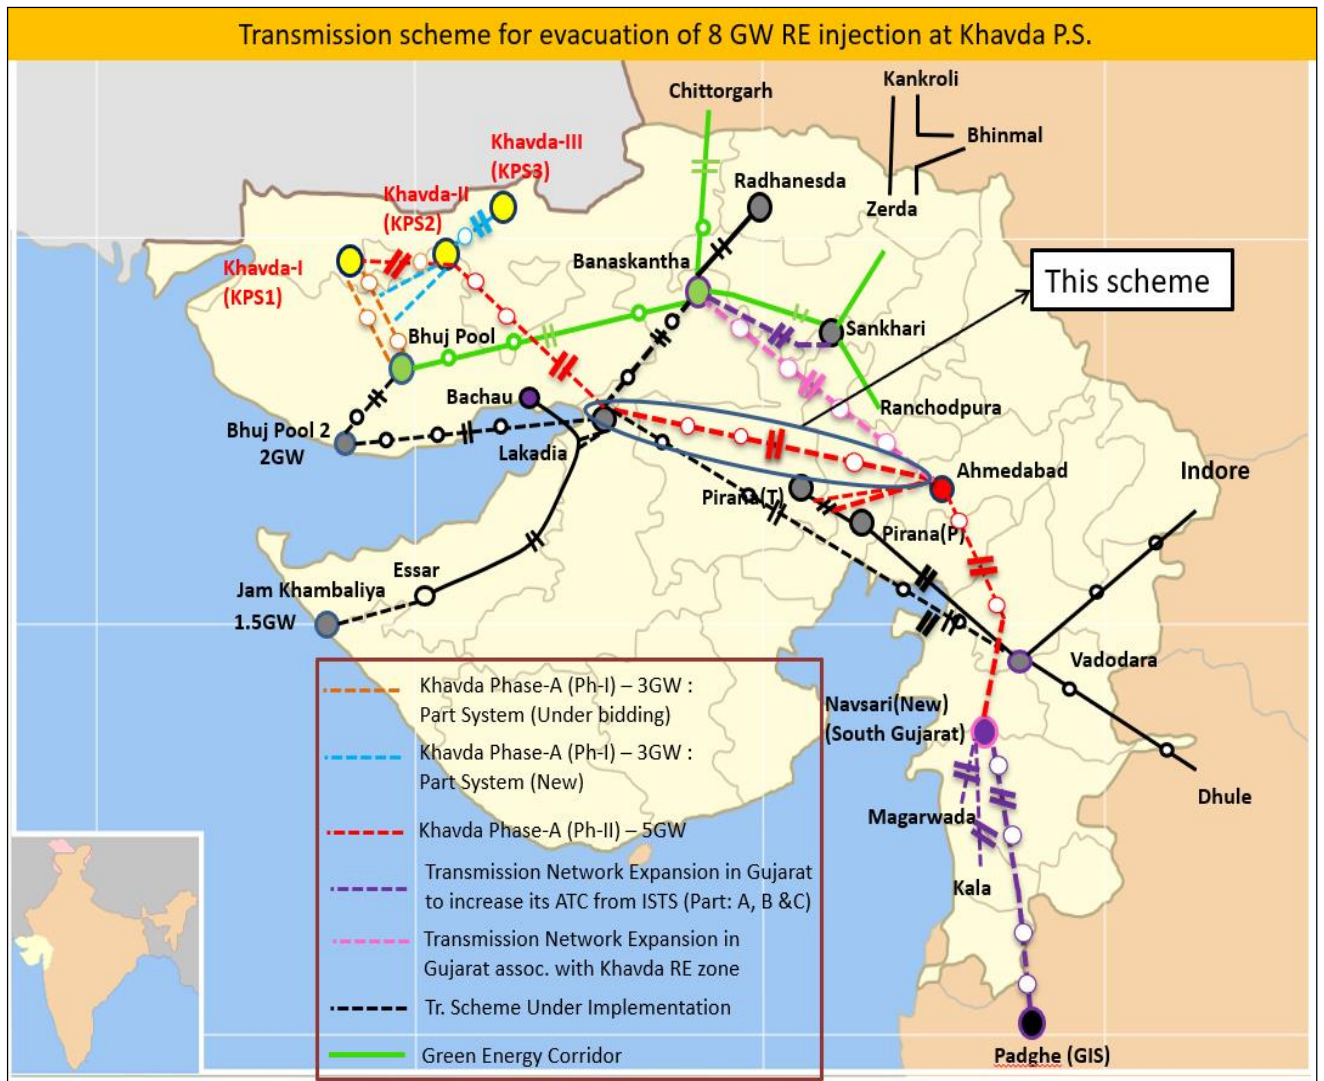 Transmission scheme for evacuation of 8 GW RE injection at Khavda P.S.
Kankroli
Chittorgarh
Bhinmal
Khavda-III
(KPS3)
Radhanesda
Khavda-II
(KPS2)
Zerda
Banaskantha
Khavda-I
(KPS1)
This scheme
Sankhari
Bhuj Pool
Bachau
Ranchodpura
Bhuj Pool 2
2GW
Lakadia
Ahmedabad
Indore
Pirana(T)
Pirana(P)
Essar
Jam Khambaliya
1.5GW
Vadodara
Navsari(New)
(South Gujarat)
Dhule
Magarwada
Kala
Padghe (GIS)
Khavda Phase-A (Ph-I) – 3GW :
Part System (Under bidding)
Khavda Phase-A (Ph-I) – 3GW :
Part System (New)
Khavda Phase-A (Ph-II) – 5GW
Transmission Network Expansion in Gujarat
to increase its ATC from ISTS (Part: A, B &C)
Transmission Network Expansion in
Gujarat assoc. with Khavda RE zone
Tr. Scheme Under Implementation
Green Energy Corridor